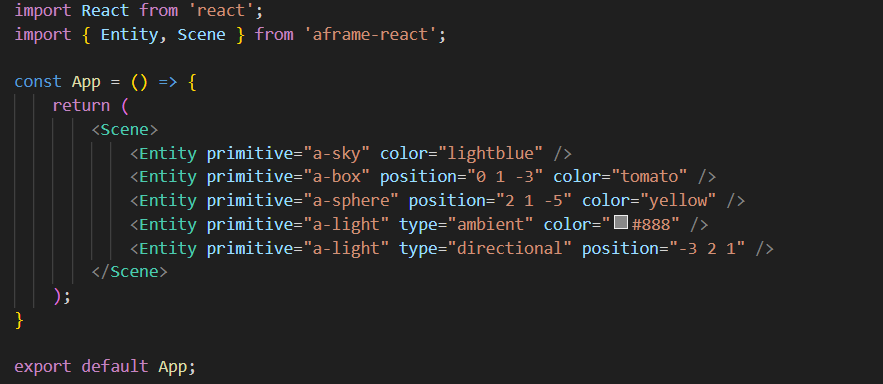 import React from 'react';
import { Entity, Scene } from 'aframe-react';
const App = () => {
return (
<Scene>
<Entity primitive="a-sky" color="lightblue" />
<Entity primitive="a-box" position="0 1 -3" color="tomato" />
<Entity primitive="a-sphere" position="2 1 -5" color="yellow" />
<Entity primitive="a-light" type="ambient" color="#888" />
<Entity primitive="a-light" type="directional" position="-3 2 1" />
</Scene>
);
}
export default App;